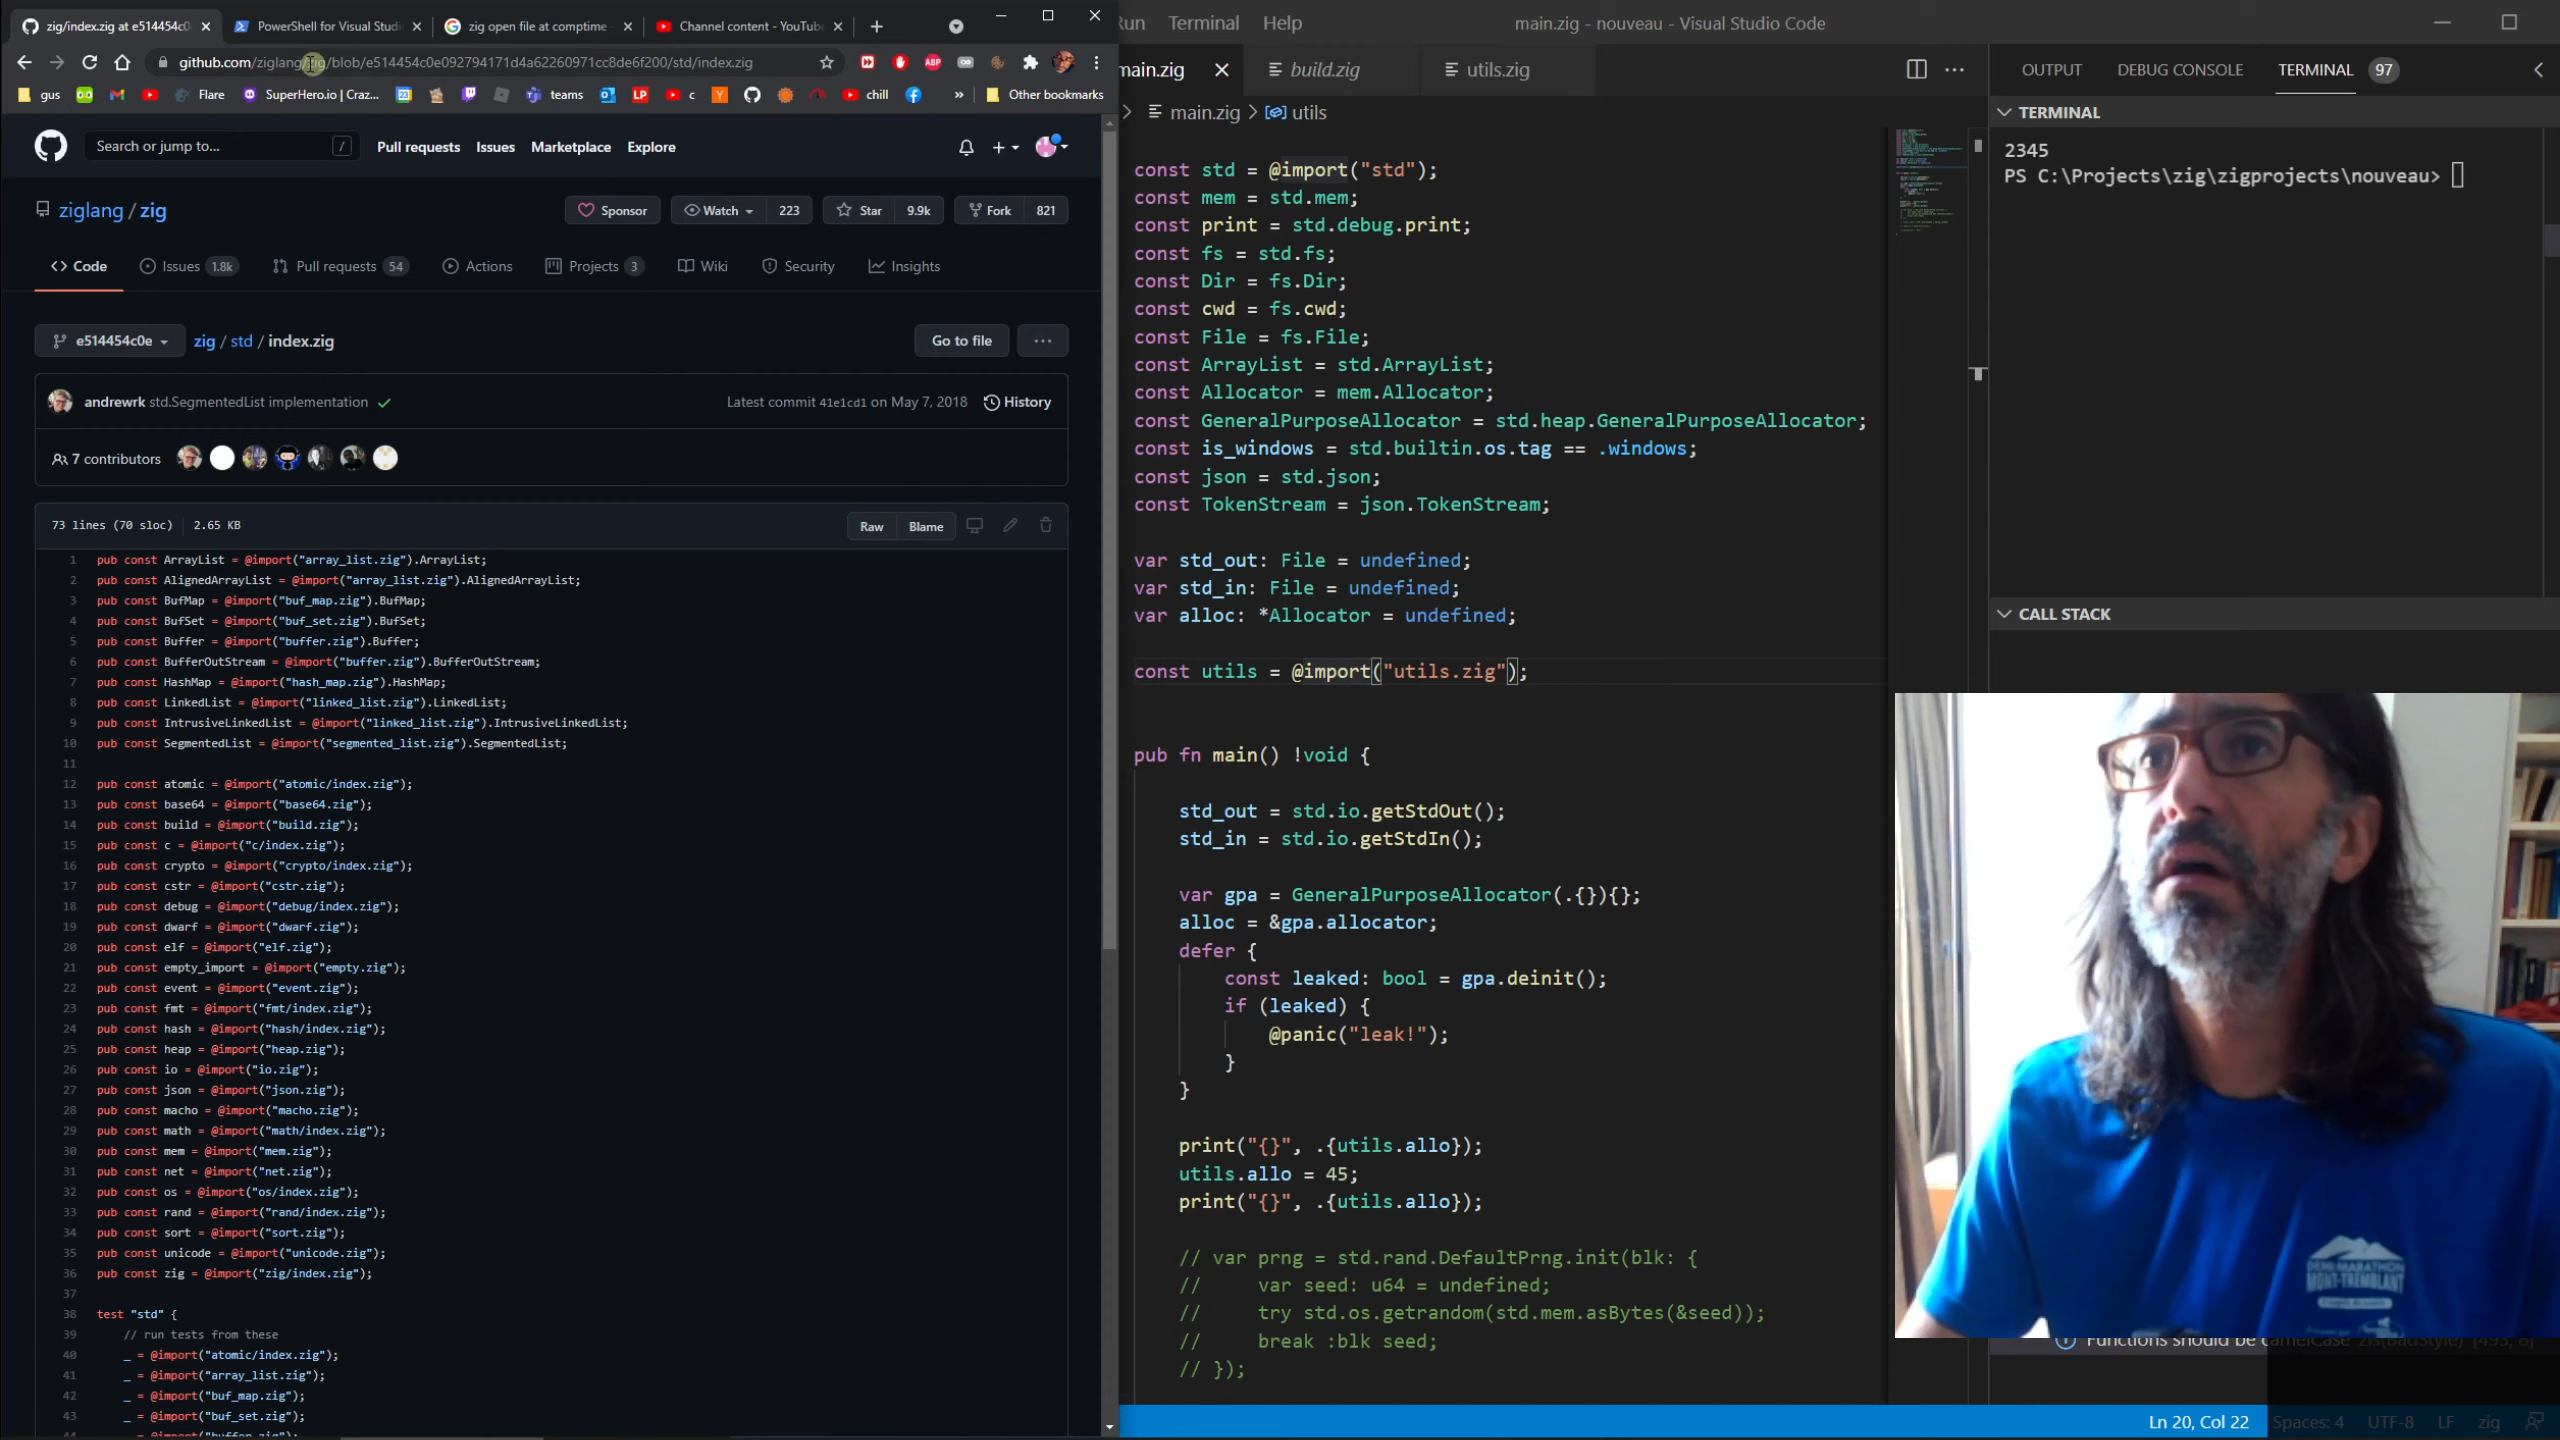 zig/index.zig at e514454c0
PowerShell for Visual Studi
zig open file at comptime -
Channel content - YouTub
github.com/ziglang/zig/blob/e514454c0e092794171d4a62260971cc8de6f200/std/index.zig
gus
Flare
SuperHero.io | Craz...
teams
c
chill
»
Other bookmarks
Search or jump to...
/
Pull requests
Issues
Marketplace
Explore
ziglang / zig
Sponsor
Watch
223
Star
9.9k
Fork
821
Code
Issues 1.8k
Pull requests 54
Actions
Projects 3
Wiki
Security
Insights
e514454c0e
zig / std / index.zig
Go to file
...
andrewrk std.SegmentedList implementation
Latest commit 41e1cd1 on May 7, 2018
History
7 contributors
73 lines (70 sloc) 2.65 KB
Raw
Blame
1 pub const ArrayList = @import("array_list.zig").ArrayList;
2 pub const AlignedArrayList = @import("array_list.zig").AlignedArrayList;
3 pub const BufMap = @import("buf_map.zig").BufMap;
4 pub const BufSet = @import("buf_set.zig").BufSet;
5 pub const Buffer = @import("buffer.zig").Buffer;
6 pub const BufferOutStream = @import("buffer.zig").BufferOutStream;
7 pub const HashMap = @import("hash_map.zig").HashMap;
8 pub const LinkedList = @import("linked_list.zig").LinkedList;
9 pub const IntrusiveLinkedList = @import("linked_list.zig").IntrusiveLinkedList;
10 pub const SegmentedList = @import("segmented_list.zig").SegmentedList;
11
12 pub const atomic = @import("atomic/index.zig");
13 pub const base64 = @import("base64.zig");
14 pub const build = @import("build.zig");
15 pub const c = @import("c/index.zig");
16 pub const crypto = @import("crypto/index.zig");
17 pub const cstr = @import("cstr.zig");
18 pub const debug = @import("debug/index.zig");
19 pub const dwarf = @import("dwarf.zig");
20 pub const elf = @import("elf.zig");
21 pub const empty_import = @import("empty.zig");
22 pub const event = @import("event.zig");
23 pub const fmt = @import("fmt/index.zig");
24 pub const hash = @import("hash/index.zig");
25 pub const heap = @import("heap.zig");
26 pub const io = @import("io.zig");
27 pub const json = @import("json.zig");
28 pub const macho = @import("macho.zig");
29 pub const math = @import("math/index.zig");
30 pub const mem = @import("mem.zig");
31 pub const net = @import("net.zig");
32 pub const os = @import("os/index.zig");
33 pub const rand = @import("rand/index.zig");
34 pub const sort = @import("sort.zig");
35 pub const unicode = @import("unicode.zig");
36 pub const zig = @import("zig/index.zig");
37
38 test "std" {
39 // run tests from these
40 _ = @import("atomic/index.zig");
41 _ = @import("array_list.zig");
42 _ = @import("buf_map.zig");
43 _ = @import("buf_set.zig");
44 _ = @import("buffer.zig");
Run
Terminal
Help
main.zig - nouveau - Visual Studio Code
main.zig
build.zig
utils.zig
main.zig > utils
const std = @import("std");
const mem = std.mem;
const print = std.debug.print;
const fs = std.fs;
const Dir = fs.Dir;
const cwd = fs.cwd;
const File = fs.File;
const ArrayList = std.ArrayList;
const Allocator = mem.Allocator;
const GeneralPurposeAllocator = std.heap.GeneralPurposeAllocator;
const is_windows = std.builtin.os.tag == .windows;
const json = std.json;
const TokenStream = json.TokenStream;
var std_out: File = undefined;
var std_in: File = undefined;
var alloc: *Allocator = undefined;
const utils = @import("utils.zig");
pub fn main() !void {
std_out = std.io.getStdOut();
std_in = std.io.getStdIn();
var gpa = GeneralPurposeAllocator(.{}){};
alloc = &gpa.allocator;
defer {
const leaked: bool = gpa.deinit();
if (leaked) {
@panic("leak!");
}
}
print("{}", .{utils.allo});
utils.allo = 45;
print("{}", .{utils.allo});
// var prng = std.rand.DefaultPrng.init(blk: {
// var seed: u64 = undefined;
// try std.os.getrandom(std.mem.asBytes(&seed));
// break :blk seed;
// });
OUTPUT
DEBUG CONSOLE
TERMINAL 97
TERMINAL
2345
PS C:\Projects\zig\zigprojects\nouveau>
CALL STACK
DEMI-MARATHON
MONT-TREMBLANT
Functions should be camelCase zls(BadStyle) [493, 8]
Ln 20, Col 22
Spaces: 4
UTF-8
LF
zig